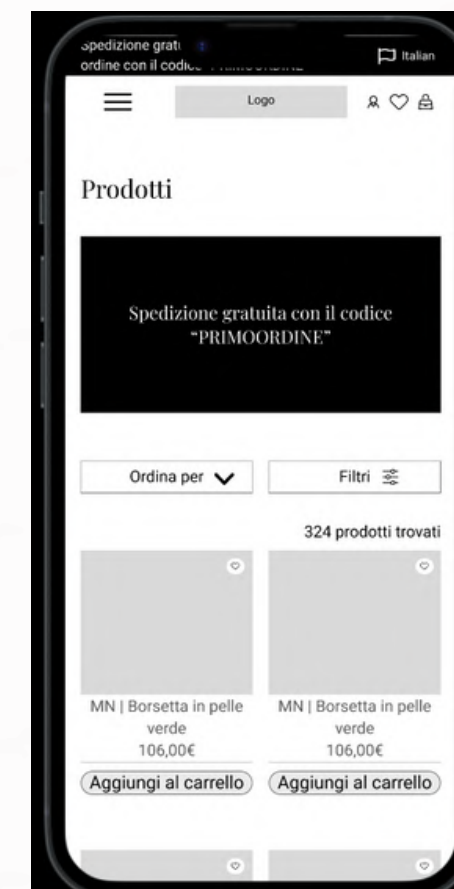 spedizione
Italian
ordine con il
Logo
Prodotti
Spedizione gratuita con il codice
“PRIMOORDINE”
Ordina per
Filtri
324 prodotti trovati
MN | Borsetta in pelle
verde
106,00€
MN | Borsetta in pelle
verde
106,00€
Aggiungi al carrello
Aggiungi al carrello